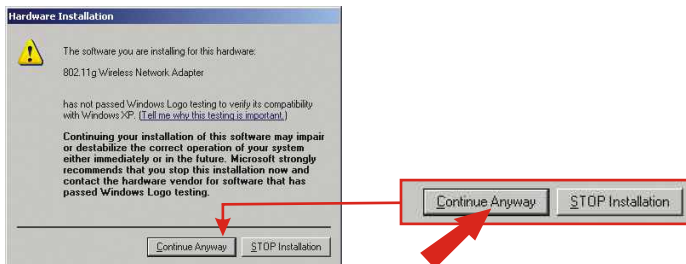 Hardware Installation
The software you are installing for this hardware:
802.11g Wireless Network Adapter
has not passed Windows Logo testing to verify its compatibility
with Windows XP. (Tell me why this testing is important.)
Continuing your installation of this software may impair
or destabilize the correct operation of your system
either immediately or in the future. Microsoft strongly
recommends that you stop this installation now and
contact the hardware vendor for software that has
passed Windows Logo testing.
Continue Anyway STOP Installation
Continue Anyway STOP Installation